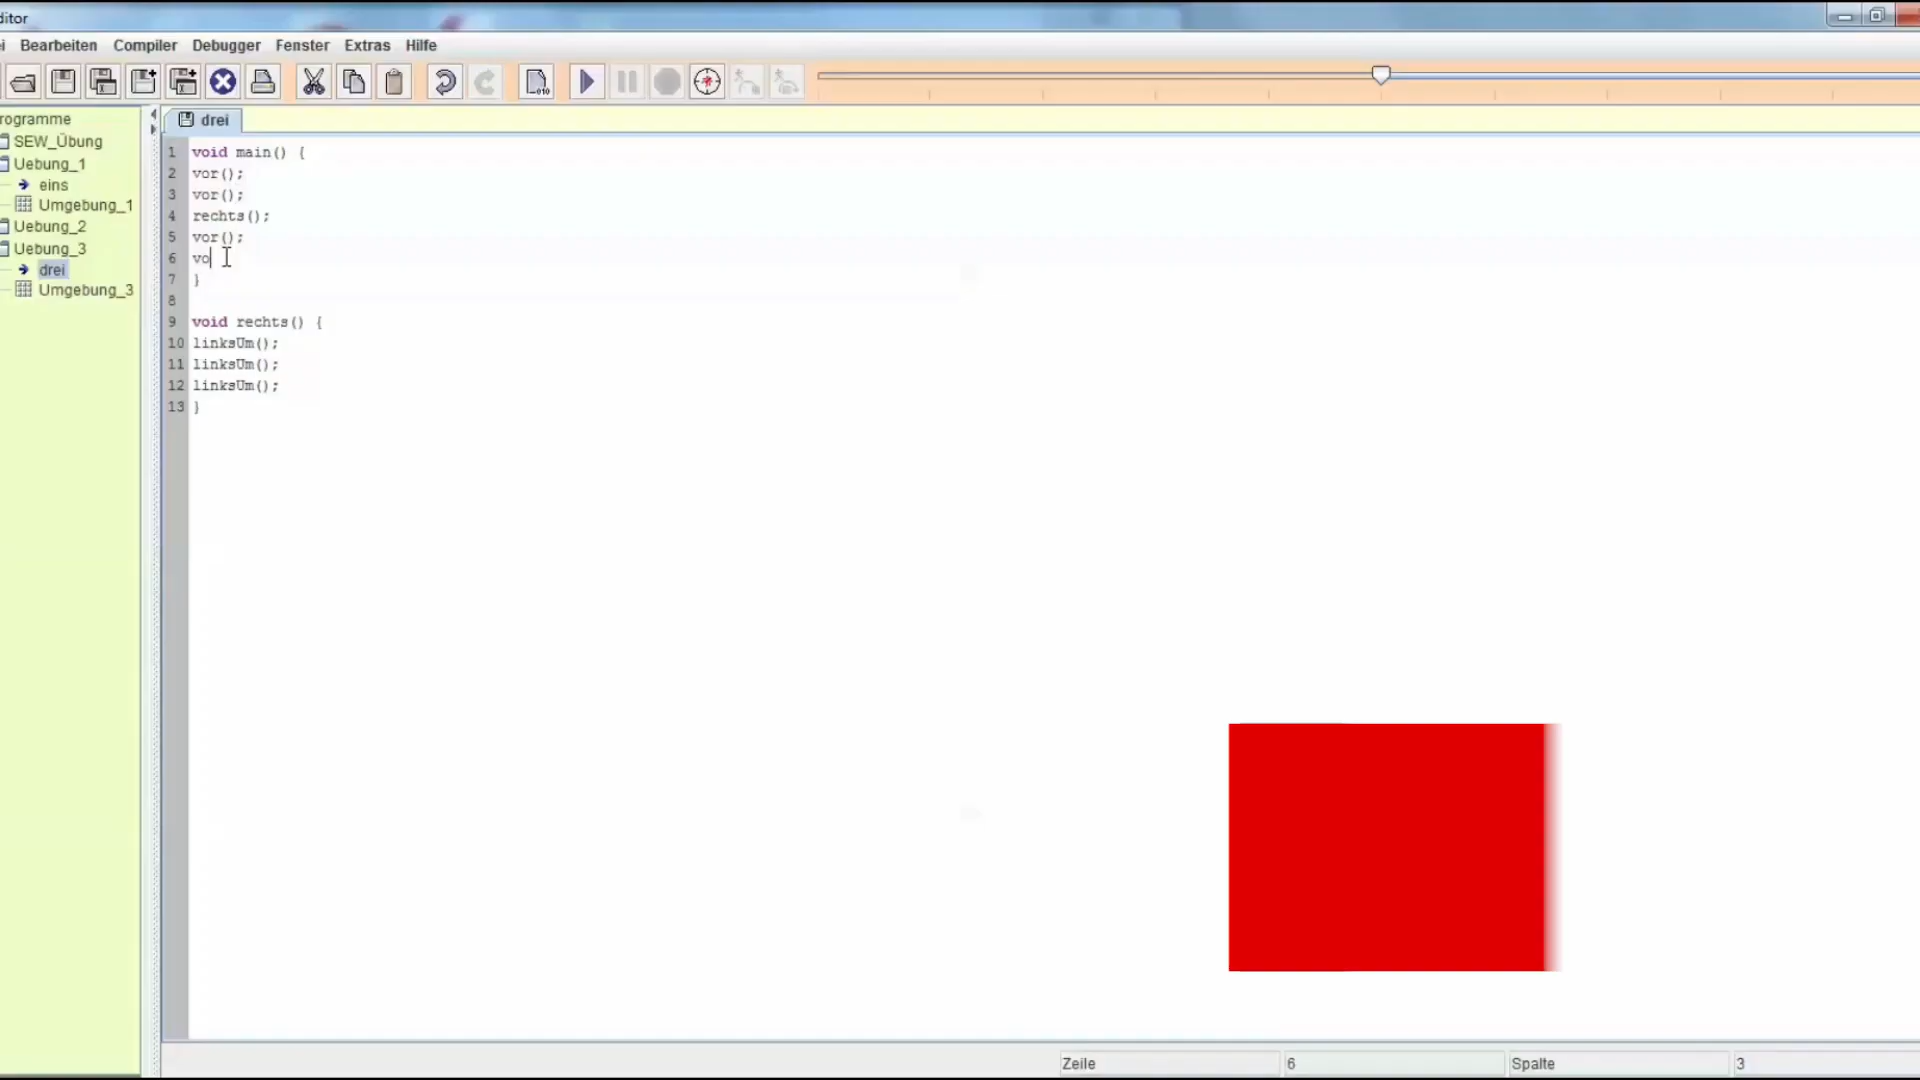 ditor
i Bearbeiten Compiler Debugger Fenster Extras Hilfe
rogramme
SEW_Übung
Uebung_1
eins
Umgebung_1
Uebung_2
Uebung_3
drei
Umgebung_3
drei
1 void main() {
2 vor();
3 vor();
4 rechts();
5 vor();
6 vo
7 }
8
9 void rechts() {
10 linksUm();
11 linksUm();
12 linksUm();
13 }
Zeile 6 Spalte 3